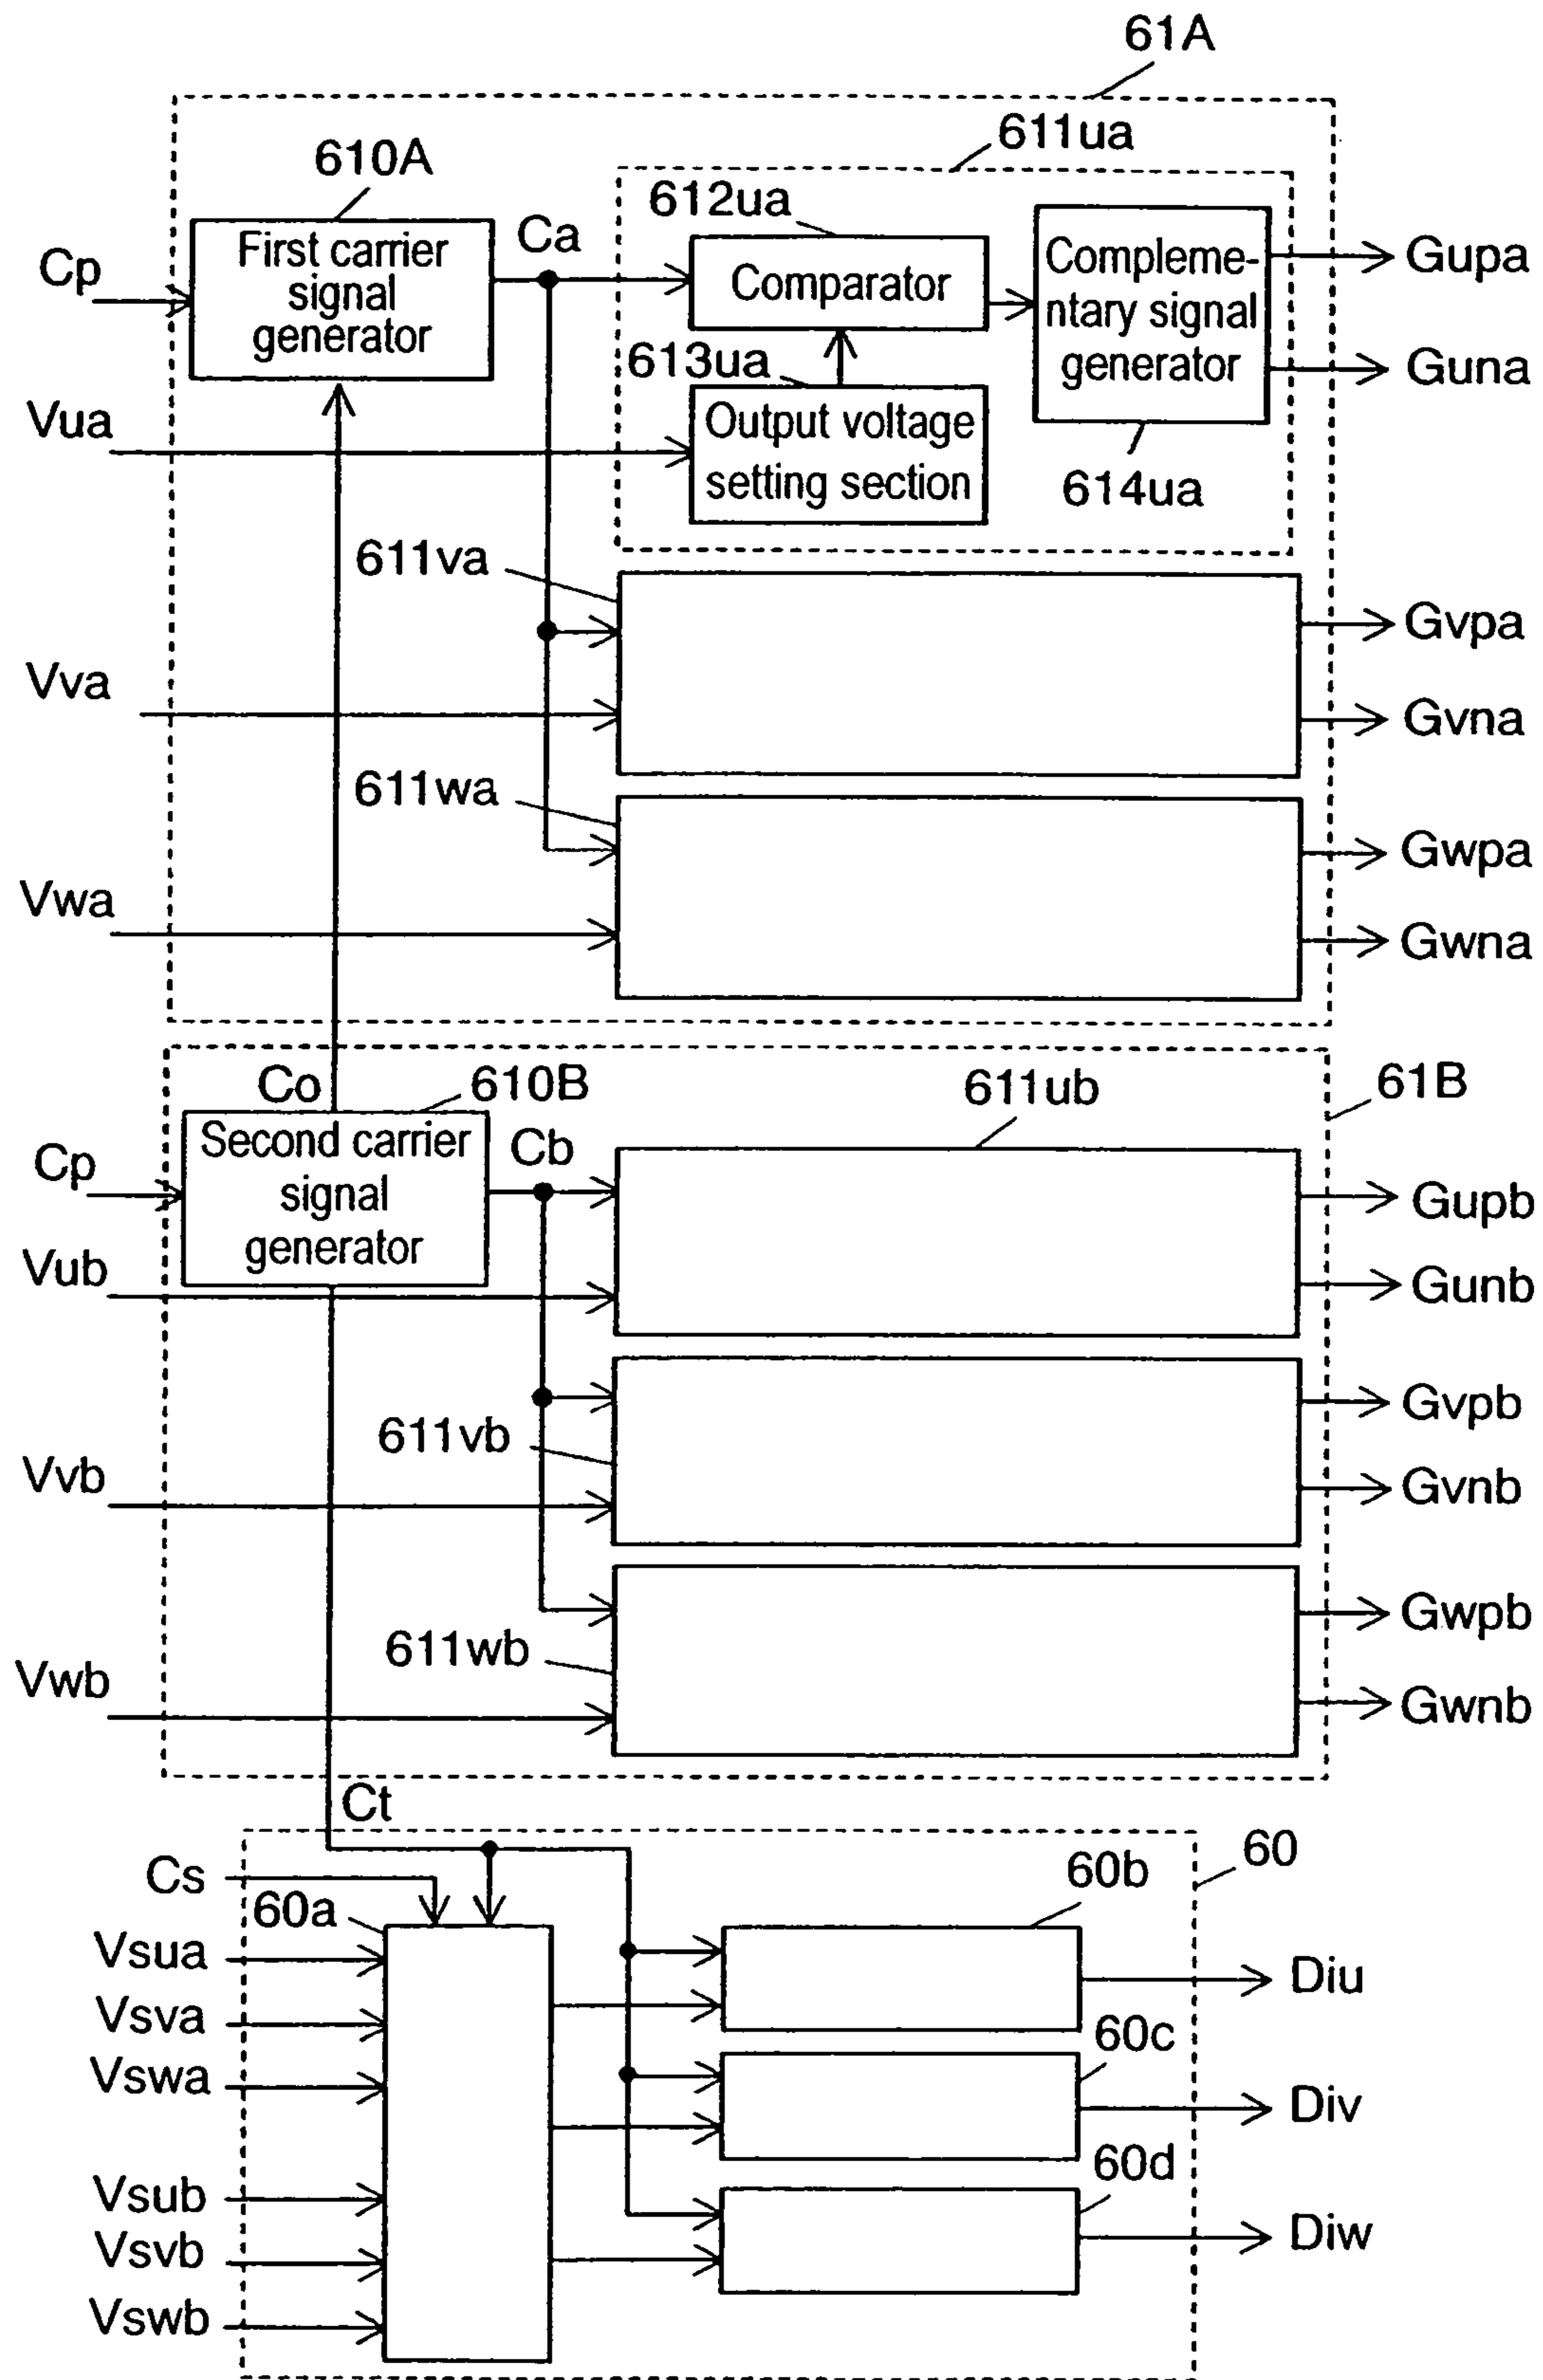 61A
611ua
610A
612ua
First carrier
signal
generator
Ca
Cp
Comparator
Compleme-
ntary signal
generator
Gupa
Guna
613ua
Vua
Output voltage
setting section
614ua
611va
Gvpa
Vva
Gvna
611wa
Gwpa
Vwa
Gwna
Co
610B
611ub
61B
Second carrier
signal
generator
Cb
Cp
Gupb
Vub
Gunb
Gvpb
611vb
Vvb
Gvnb
Gwpb
611wb
Vwb
Gwnb
Ct
60
Cs
60b
60a
Vsua
Diu
Vsva
60c
Vswa
Div
60d
Vsub
Vsvb
Diw
Vswb